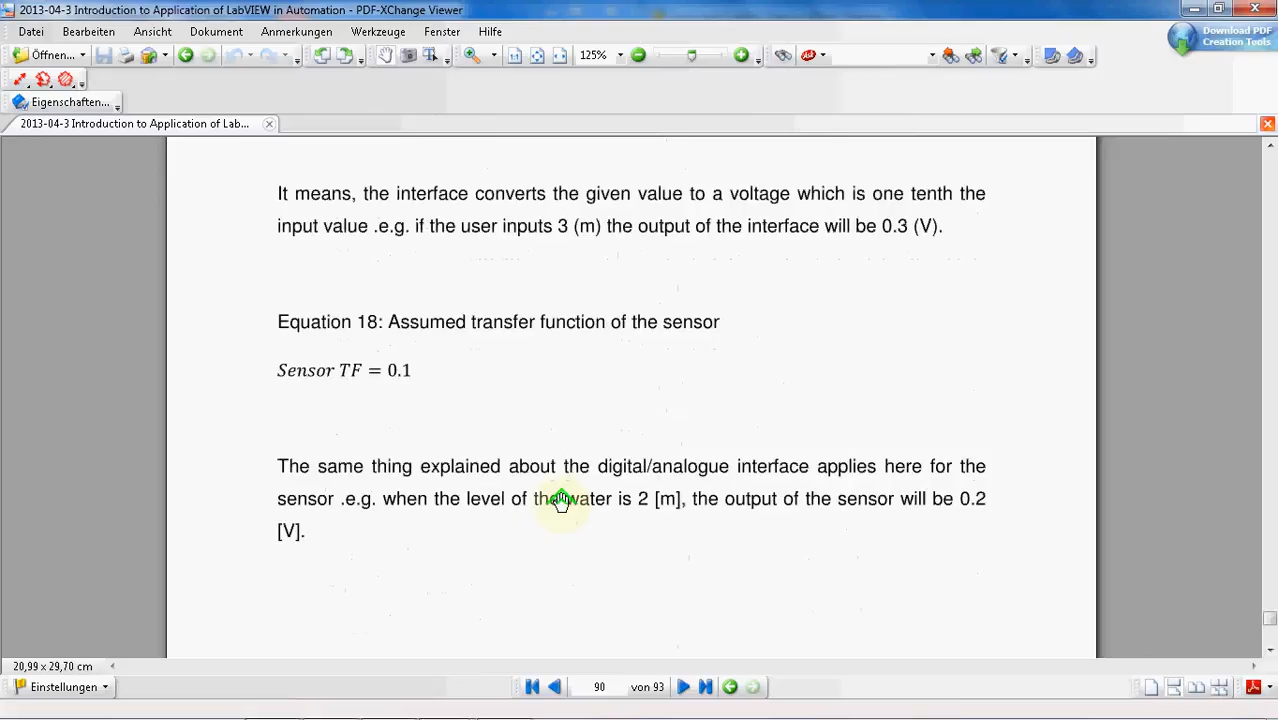 2013-04-3 Introduction to Application of LabVIEW in Automation - PDF-XChange Viewer
Datei Bearbeiten Ansicht Dokument Anmerkungen Werkzeuge Fenster Hilfe
Download PDF
Creation Tools
Öffnen... 125%
Eigenschaften...
2013-04-3 Introduction to Application of Lab...
It means, the interface converts the given value to a voltage which is one tenth the
input value .e.g. if the user inputs 3 (m) the output of the interface will be 0.3 (V).
Equation 18: Assumed transfer function of the sensor
Sensor TF = 0.1
The same thing explained about the digital/analogue interface applies here for the
sensor .e.g. when the level of the water is 2 [m], the output of the sensor will be 0.2
[V].
20,99 x 29,70 cm
Einstellungen 90 von 93